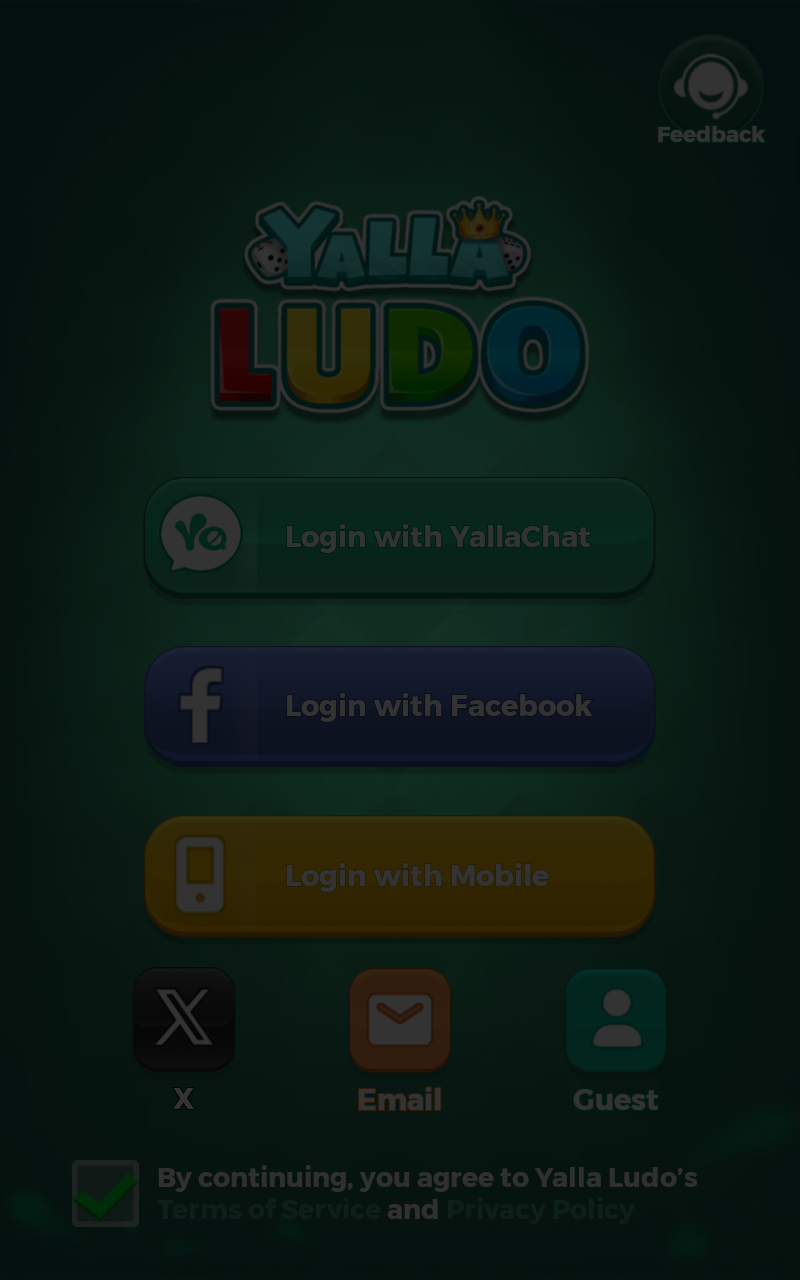 Feedback
YALLA
LUDO
Login with YallaChat
Login with Facebook
Login with Mobile
X
Email
Guest
By continuing, you agree to Yalla Ludo’s
Terms of Service and Privacy Policy